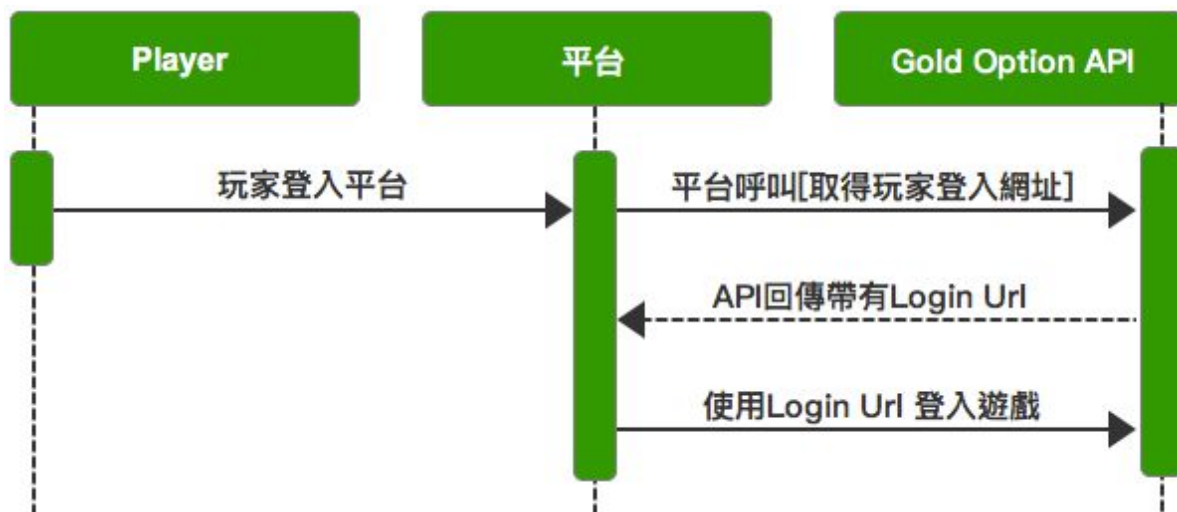 Player
平台
Gold Option API
玩家登入平台
平台呼叫[取得玩家登入網址]
API回傳帶有Login Url
使用Login Url 登入遊戲